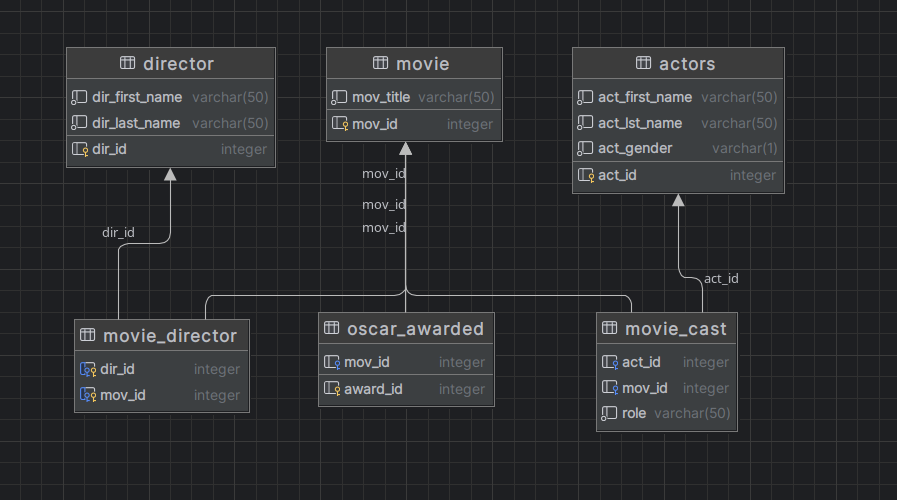 director
dir_first_name varchar(50)
dir_last_name varchar(50)
dir_id integer
movie
mov_title varchar(50)
mov_id integer
actors
act_first_name varchar(50)
act_lst_name varchar(50)
act_gender varchar(1)
act_id integer
mov_id
mov_id
mov_id
dir_id
act_id
movie_director
dir_id integer
mov_id integer
oscar_awarded
mov_id integer
award_id integer
movie_cast
act_id integer
mov_id integer
role varchar(50)